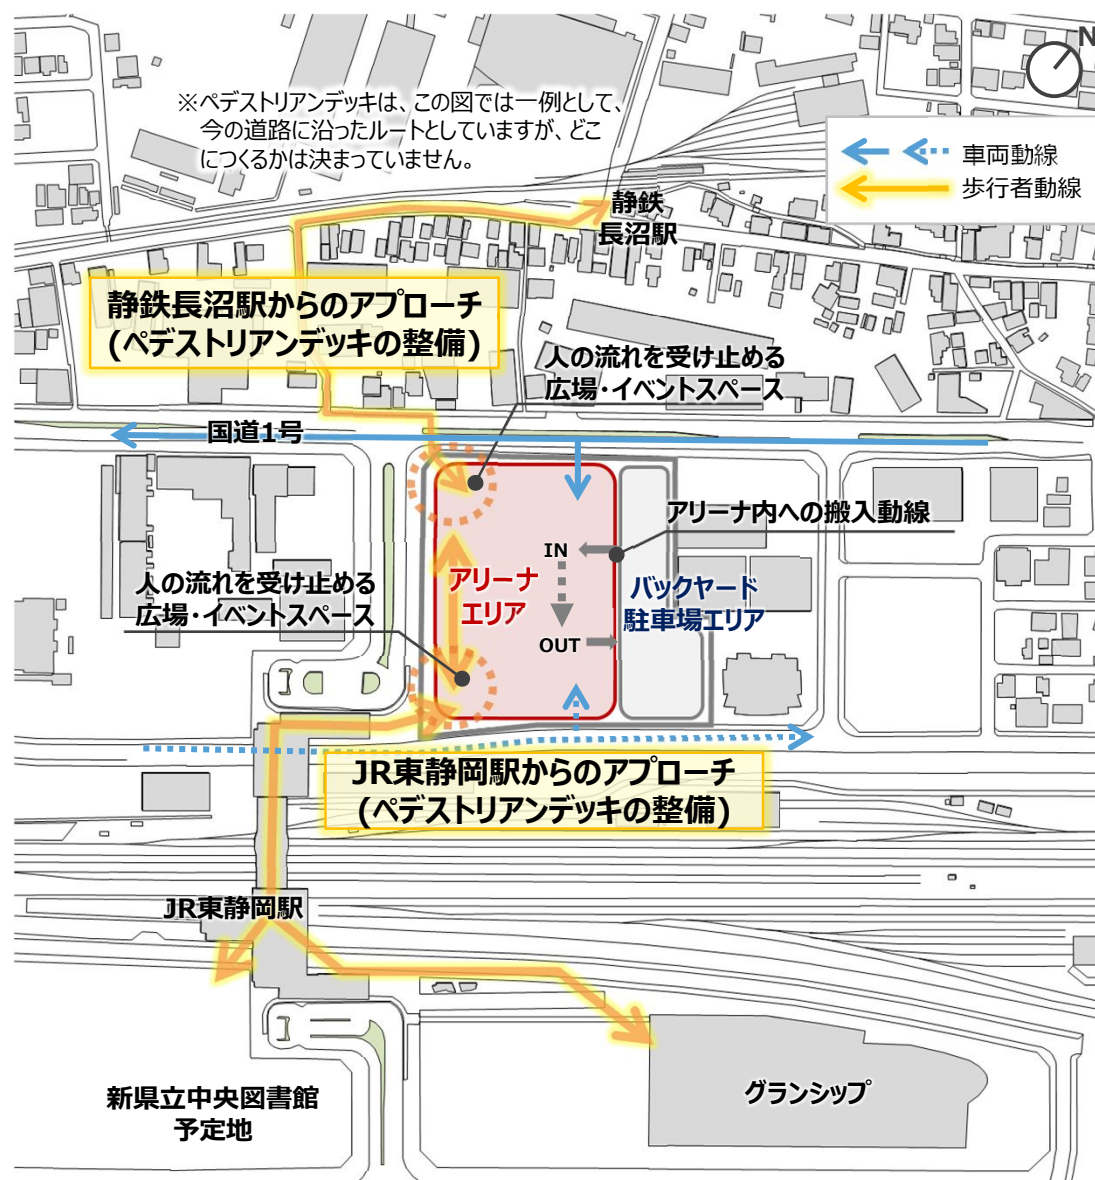 N
※ペデストリアンデッキは、この図では一例として、
今の道路に沿ったルートとしていますが、どこ
につくるかは決まっていません。
車両動線
歩行者動線
静鉄
長沼駅
静鉄長沼駅からのアプローチ
(ペデストリアンデッキの整備)
人の流れを受け止める
広場・イベントスペース
国道1号
アリーナ内への搬入動線
IN
アリーナ
エリア
バックヤード
駐車場エリア
人の流れを受け止める
広場・イベントスペース
OUT
JR東静岡駅からのアプローチ
(ペデストリアンデッキの整備)
JR東静岡駅
新県立中央図書館
予定地
グランシップ